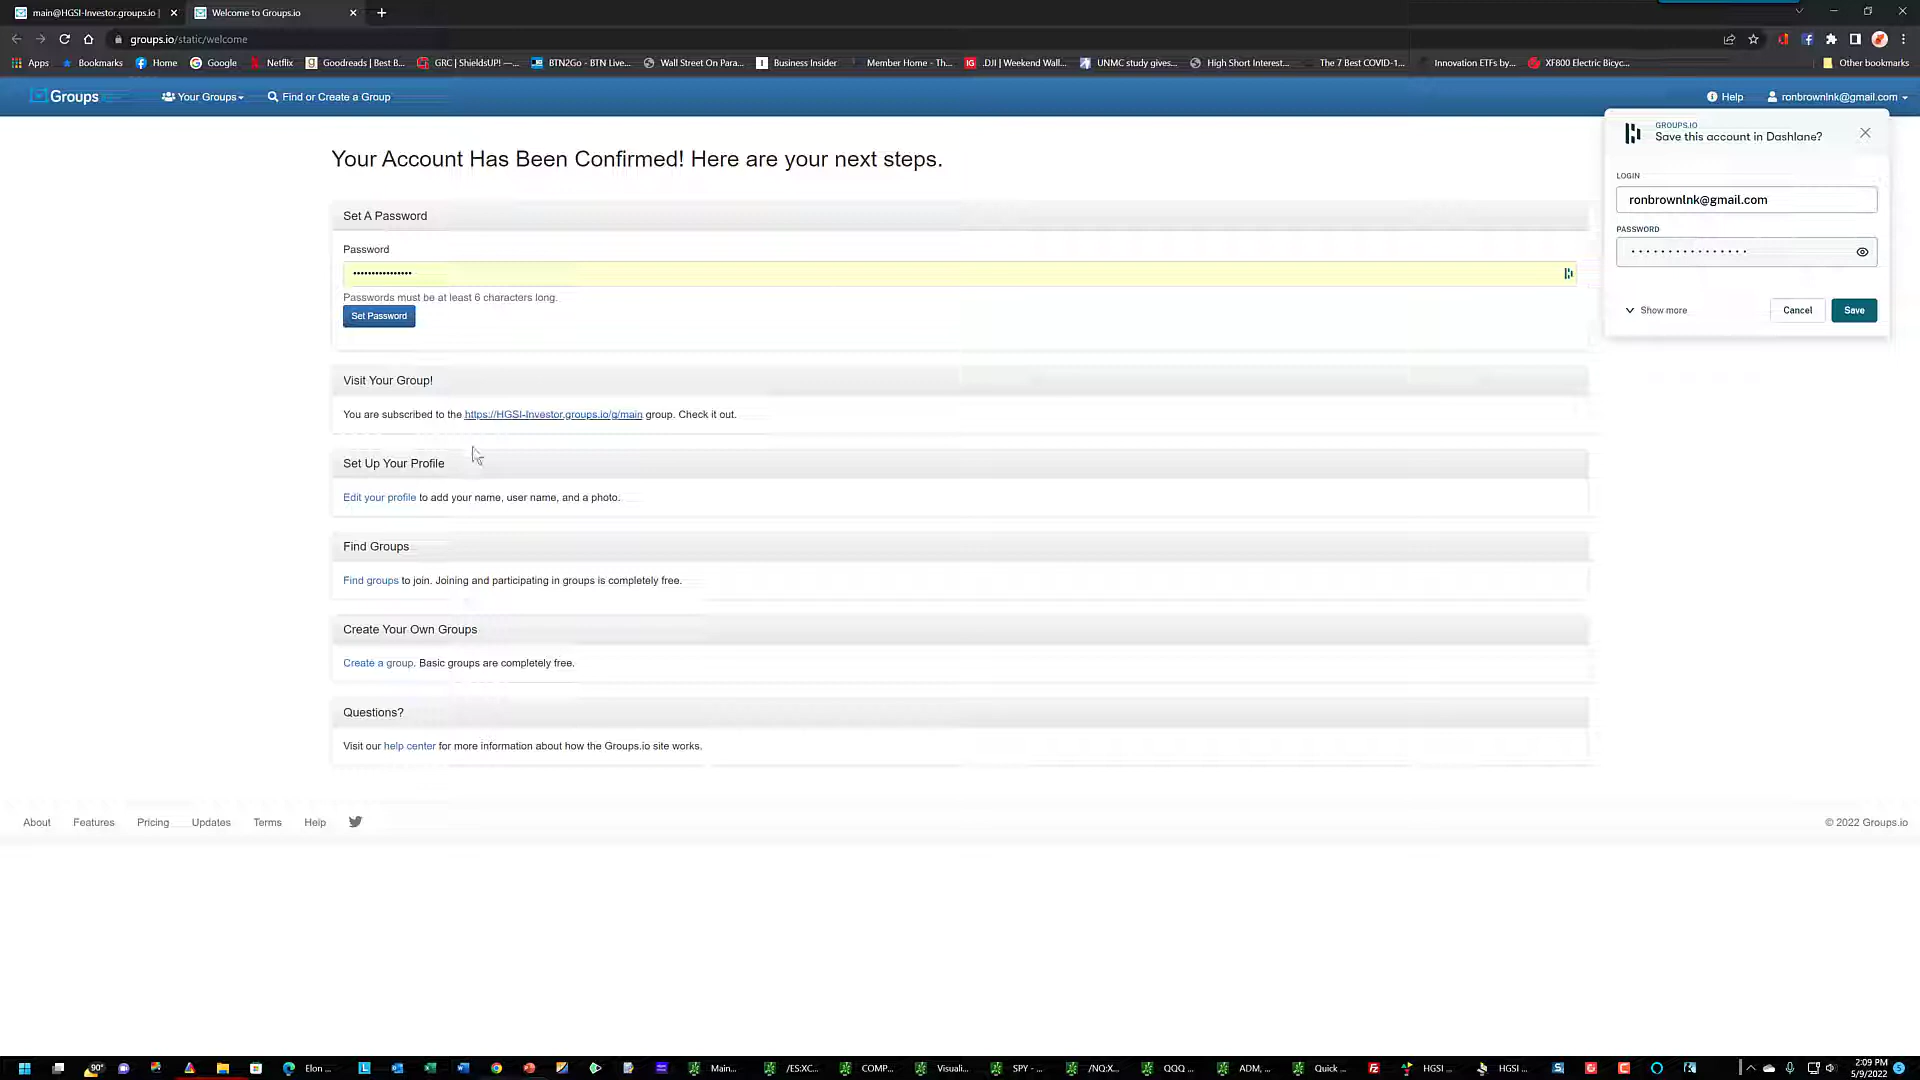 main@HGSI-Investor.groups.io |
Welcome to Groups.io
groups.io/static/welcome
Apps
Bookmarks
Home
Google
Netflix
Goodreads | Best B...
GRC | ShieldsUP! —...
BTN2Go - BTN Live...
Wall Street On Para...
Business Insider
Member Home - Th...
.DJI | Weekend Wall...
UNMC study gives...
High Short Interest...
The 7 Best COVID-1...
Innovation ETFs by...
XF800 Electric Bicyc...
Other bookmarks
Groups
Your Groups
Find or Create a Group
Help
ronbrownlnk@gmail.com
Your Account Has Been Confirmed! Here are your next steps.
Set A Password
Password
Passwords must be at least 6 characters long.
Set Password
Visit Your Group!
You are subscribed to the https://HGSI-Investor.groups.io/g/main group. Check it out.
Set Up Your Profile
Edit your profile to add your name, user name, and a photo.
Find Groups
Find groups to join. Joining and participating in groups is completely free.
Create Your Own Groups
Create a group. Basic groups are completely free.
Questions?
Visit our help center for more information about how the Groups.io site works.
GROUPS.IO
Save this account in Dashlane?
LOGIN
ronbrownlnk@gmail.com
PASSWORD
Show more
Cancel
Save
About
Features
Pricing
Updates
Terms
Help
© 2022 Groups.io
90°
Elon ...
Main...
/ES:XC...
COMP...
Visuali...
SPY - ...
/NQ:X...
QQQ ...
ADM, ...
Quick ...
HGSI ...
HGSI ...
2:09 PM
5/9/2022